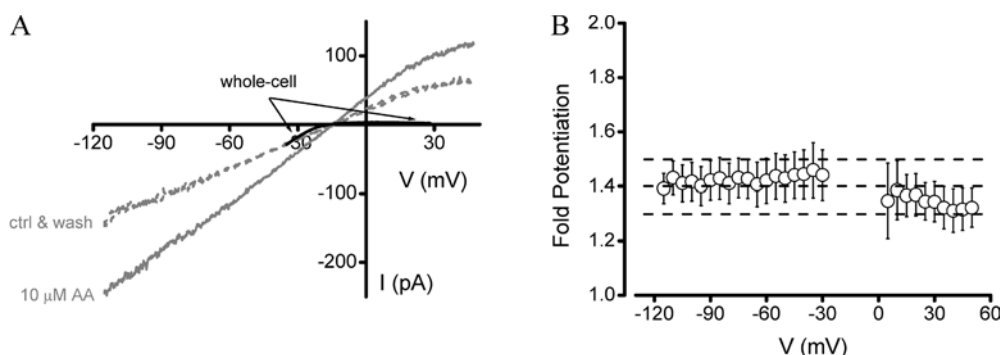 A
100
whole-cell
-120 -90 -60 -30 30
V (mV)
-100
ctrl & wash
-200
10 μM AA
I (pA)
B
2.0
1.8
1.6
1.4
1.2
1.0
Fold Potentiation
-120 -90 -60 -30 0 30 60
V (mV)